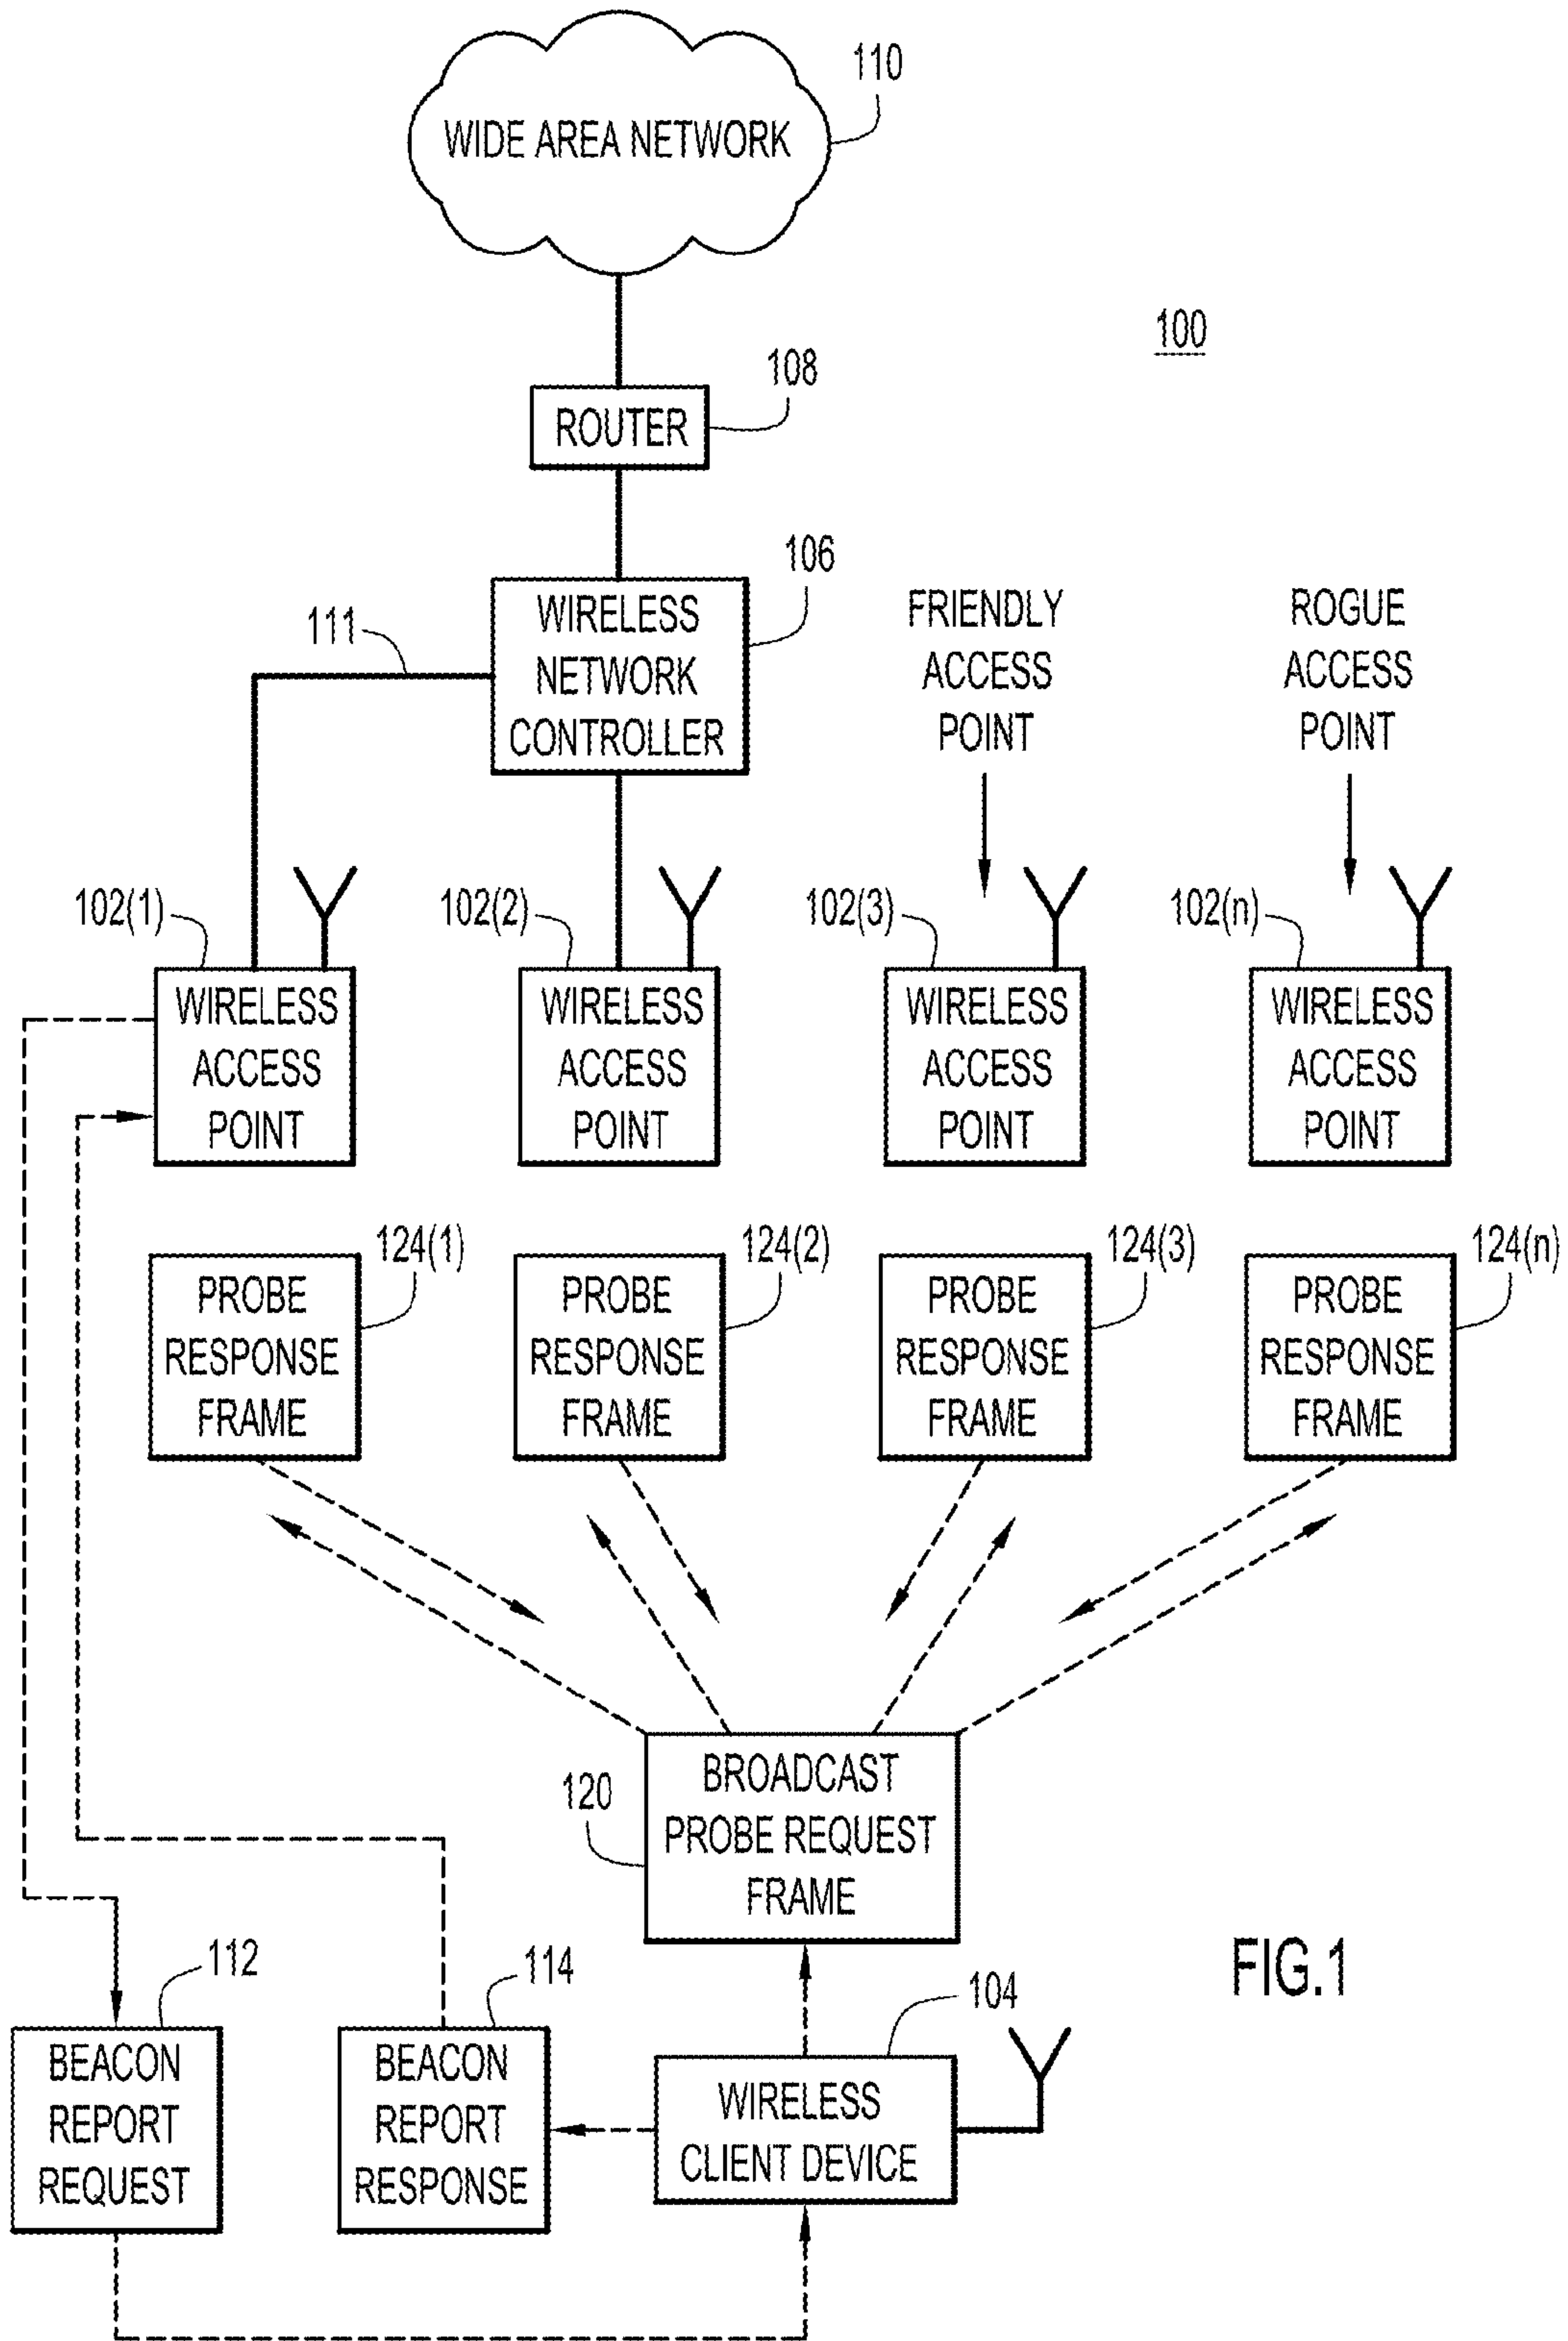 110
WIDE AREA NETWORK
100
108
ROUTER
106
111
WIRELESS
NETWORK
CONTROLLER
FRIENDLY
ACCESS
POINT
ROGUE
ACCESS
POINT
102(1)
102(2)
102(3)
102(n)
WIRELESS
ACCESS
POINT
WIRELESS
ACCESS
POINT
WIRELESS
ACCESS
POINT
WIRELESS
ACCESS
POINT
124(1)
124(2)
124(3)
124(n)
PROBE
RESPONSE
FRAME
PROBE
RESPONSE
FRAME
PROBE
RESPONSE
FRAME
PROBE
RESPONSE
FRAME
120
BROADCAST
PROBE REQUEST
FRAME
112
114
104
FIG.1
BEACON
REPORT
REQUEST
BEACON
REPORT
RESPONSE
WIRELESS
CLIENT DEVICE